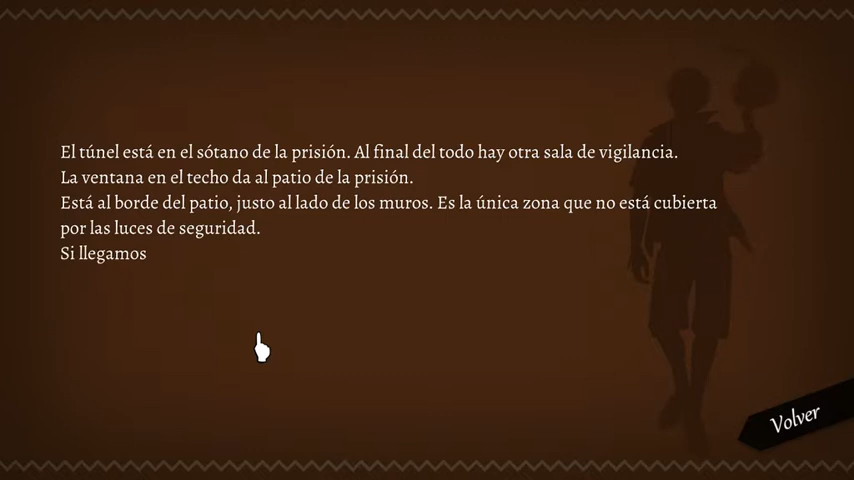 El túnel está en el sótano de la prisión. Al final del todo hay otra sala de vigilancia.
La ventana en el techo da al patio de la prisión.
Está al borde del patio, justo al lado de los muros. Es la única zona que no está cubierta
por las luces de seguridad.
Si llegamos
Volver